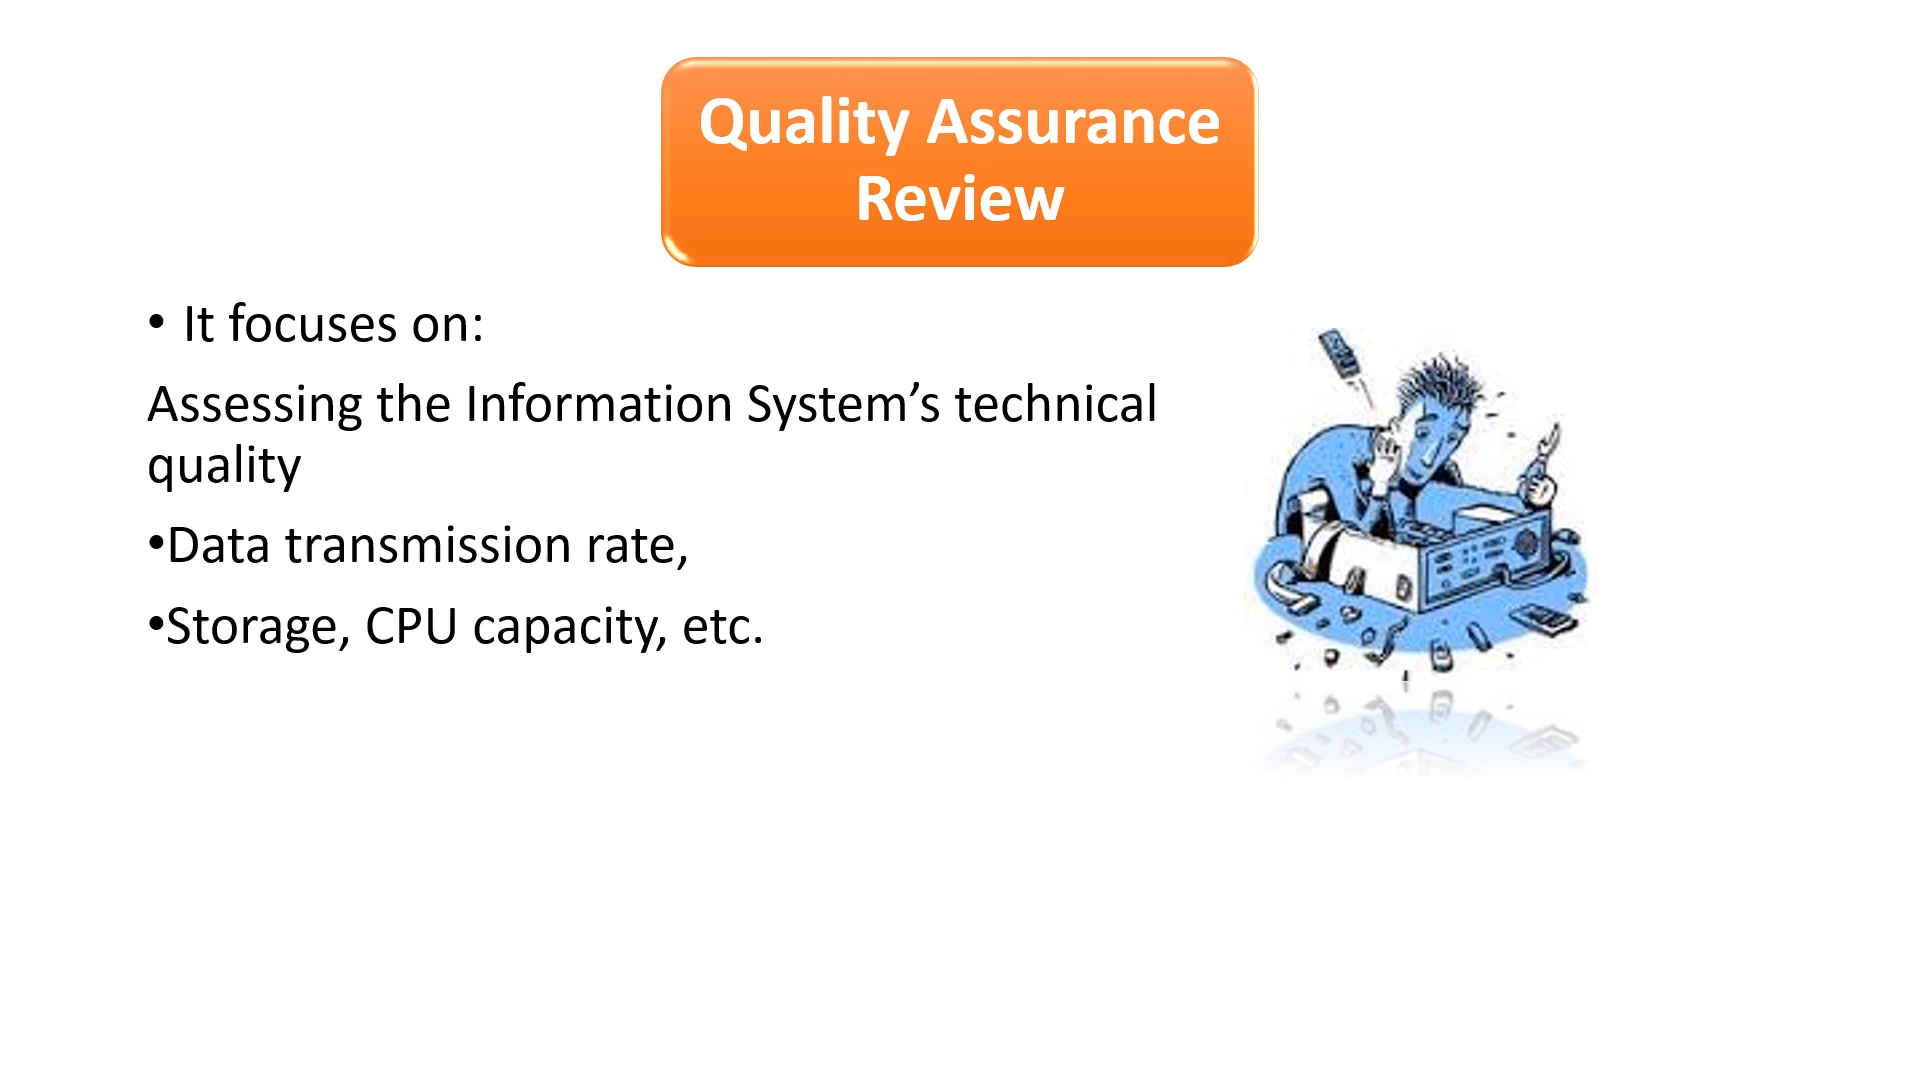 Quality Assurance
Review
• It focuses on:
Assessing the Information System’s technical
quality
•Data transmission rate,
•Storage, CPU capacity, etc.